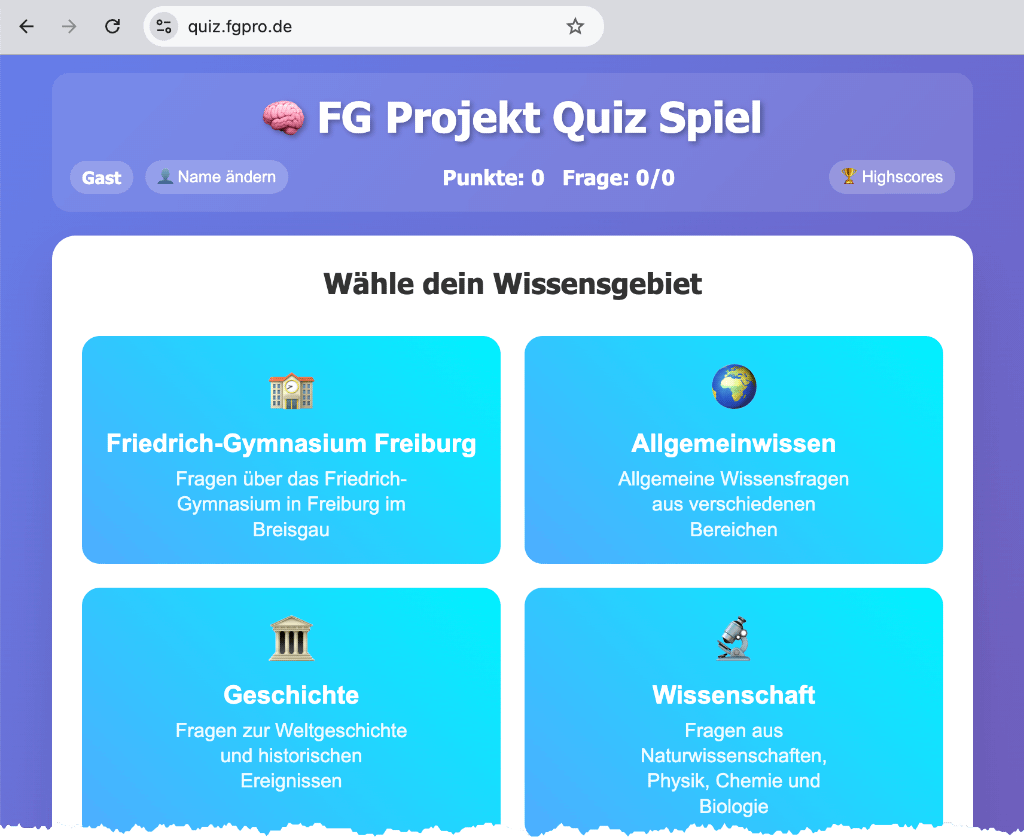 quiz.fgpro.de
FG Projekt Quiz Spiel
Gast
Name ändern
Punkte: 0
Frage: 0/0
Highscores
Wähle dein Wissensgebiet
Friedrich-Gymnasium Freiburg
Fragen über das Friedrich-
Gymnasium in Freiburg im
Breisgau
Allgemeinwissen
Allgemeine Wissensfragen
aus verschiedenen
Bereichen
Geschichte
Fragen zur Weltgeschichte
und historischen
Ereignissen
Wissenschaft
Fragen aus
Naturwissenschaften,
Physik, Chemie und
Biologie